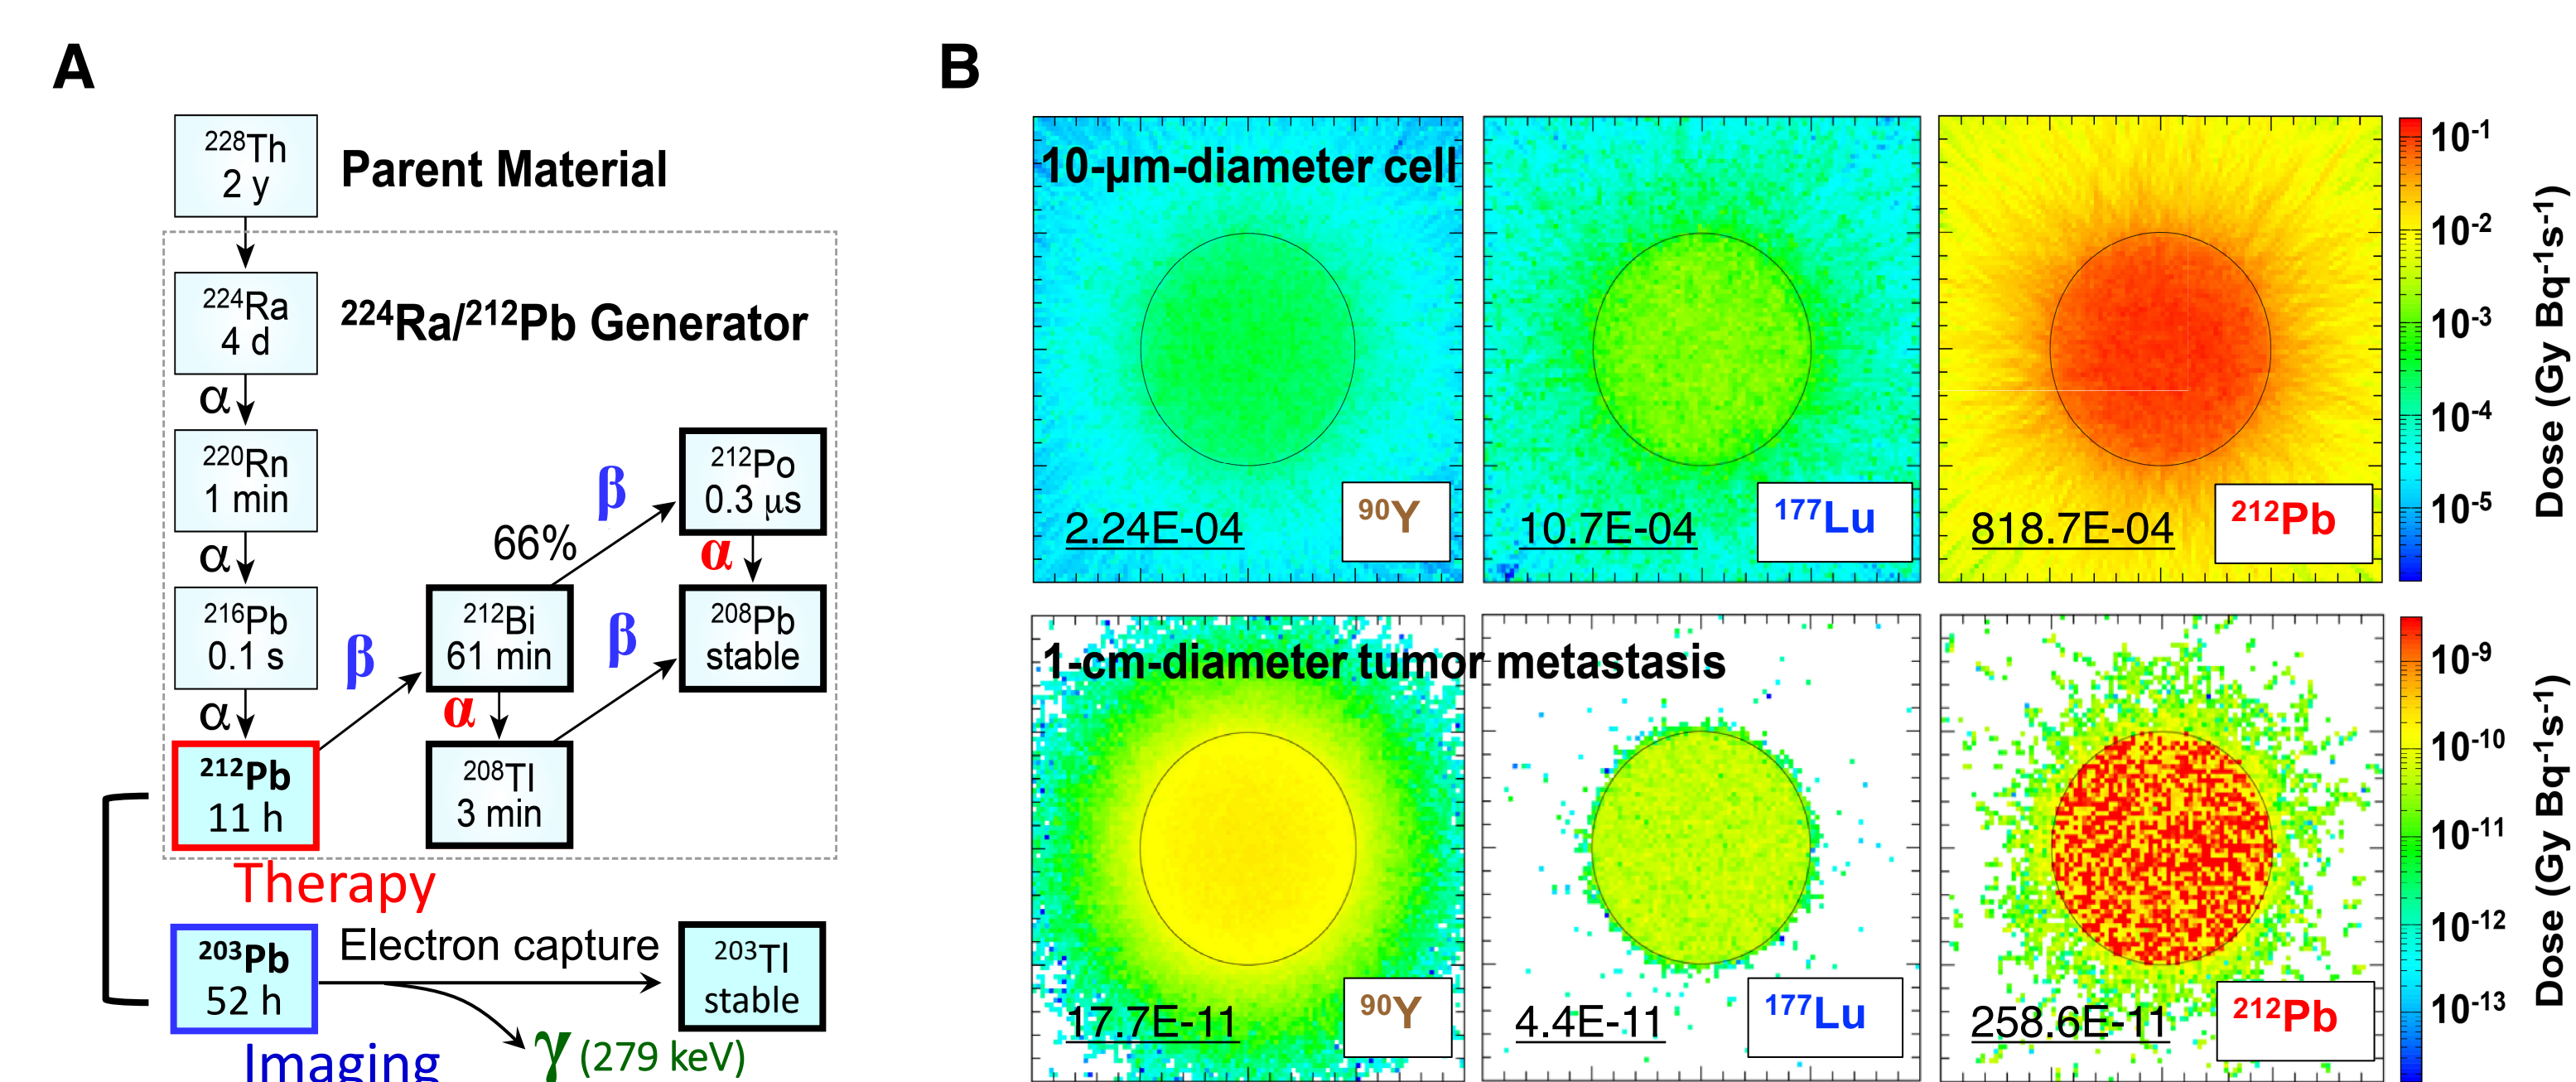 A
²²⁸Th
2 y
Parent Material
²²⁴Ra
4 d
²²⁴Ra/²¹²Pb Generator
α
²²⁰Rn
1 min
α
²¹⁶Pb
0.1 s
α
²¹²Pb
11 h
β
²¹²Bi
61 min
66%
β
²¹²Po
0.3 μs
α
²⁰⁸Pb
stable
α
β
²⁰⁸Tl
3 min
Therapy
²⁰³Pb
52 h
Electron capture
²⁰³Tl
stable
Imaging
γ (279 keV)
B
10-μm-diameter cell
2.24E-04
⁹⁰Y
10.7E-04
¹⁷⁷Lu
818.7E-04
²¹²Pb
10⁻¹
10⁻²
10⁻³
10⁻⁴
10⁻⁵
Dose (Gy Bq⁻¹s⁻¹)
1-cm-diameter tumor metastasis
17.7E-11
⁹⁰Y
4.4E-11
¹⁷⁷Lu
258.6E-11
²¹²Pb
10⁻⁹
10⁻¹⁰
10⁻¹¹
10⁻¹²
10⁻¹³
Dose (Gy Bq⁻¹s⁻¹)